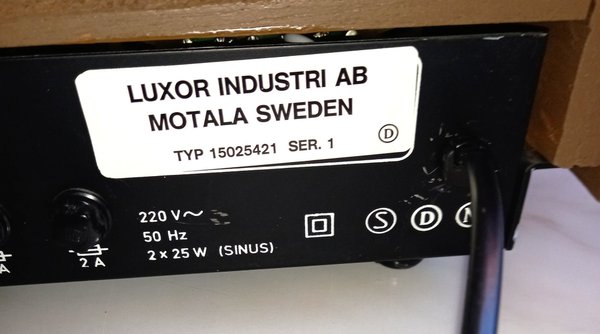 LUXOR INDUSTRI AB
MOTALA SWEDEN
D
TYP 15025421 SER. 1
220 V~
50 Hz
2 x 25 W (SINUS)
S D N
2 A
A